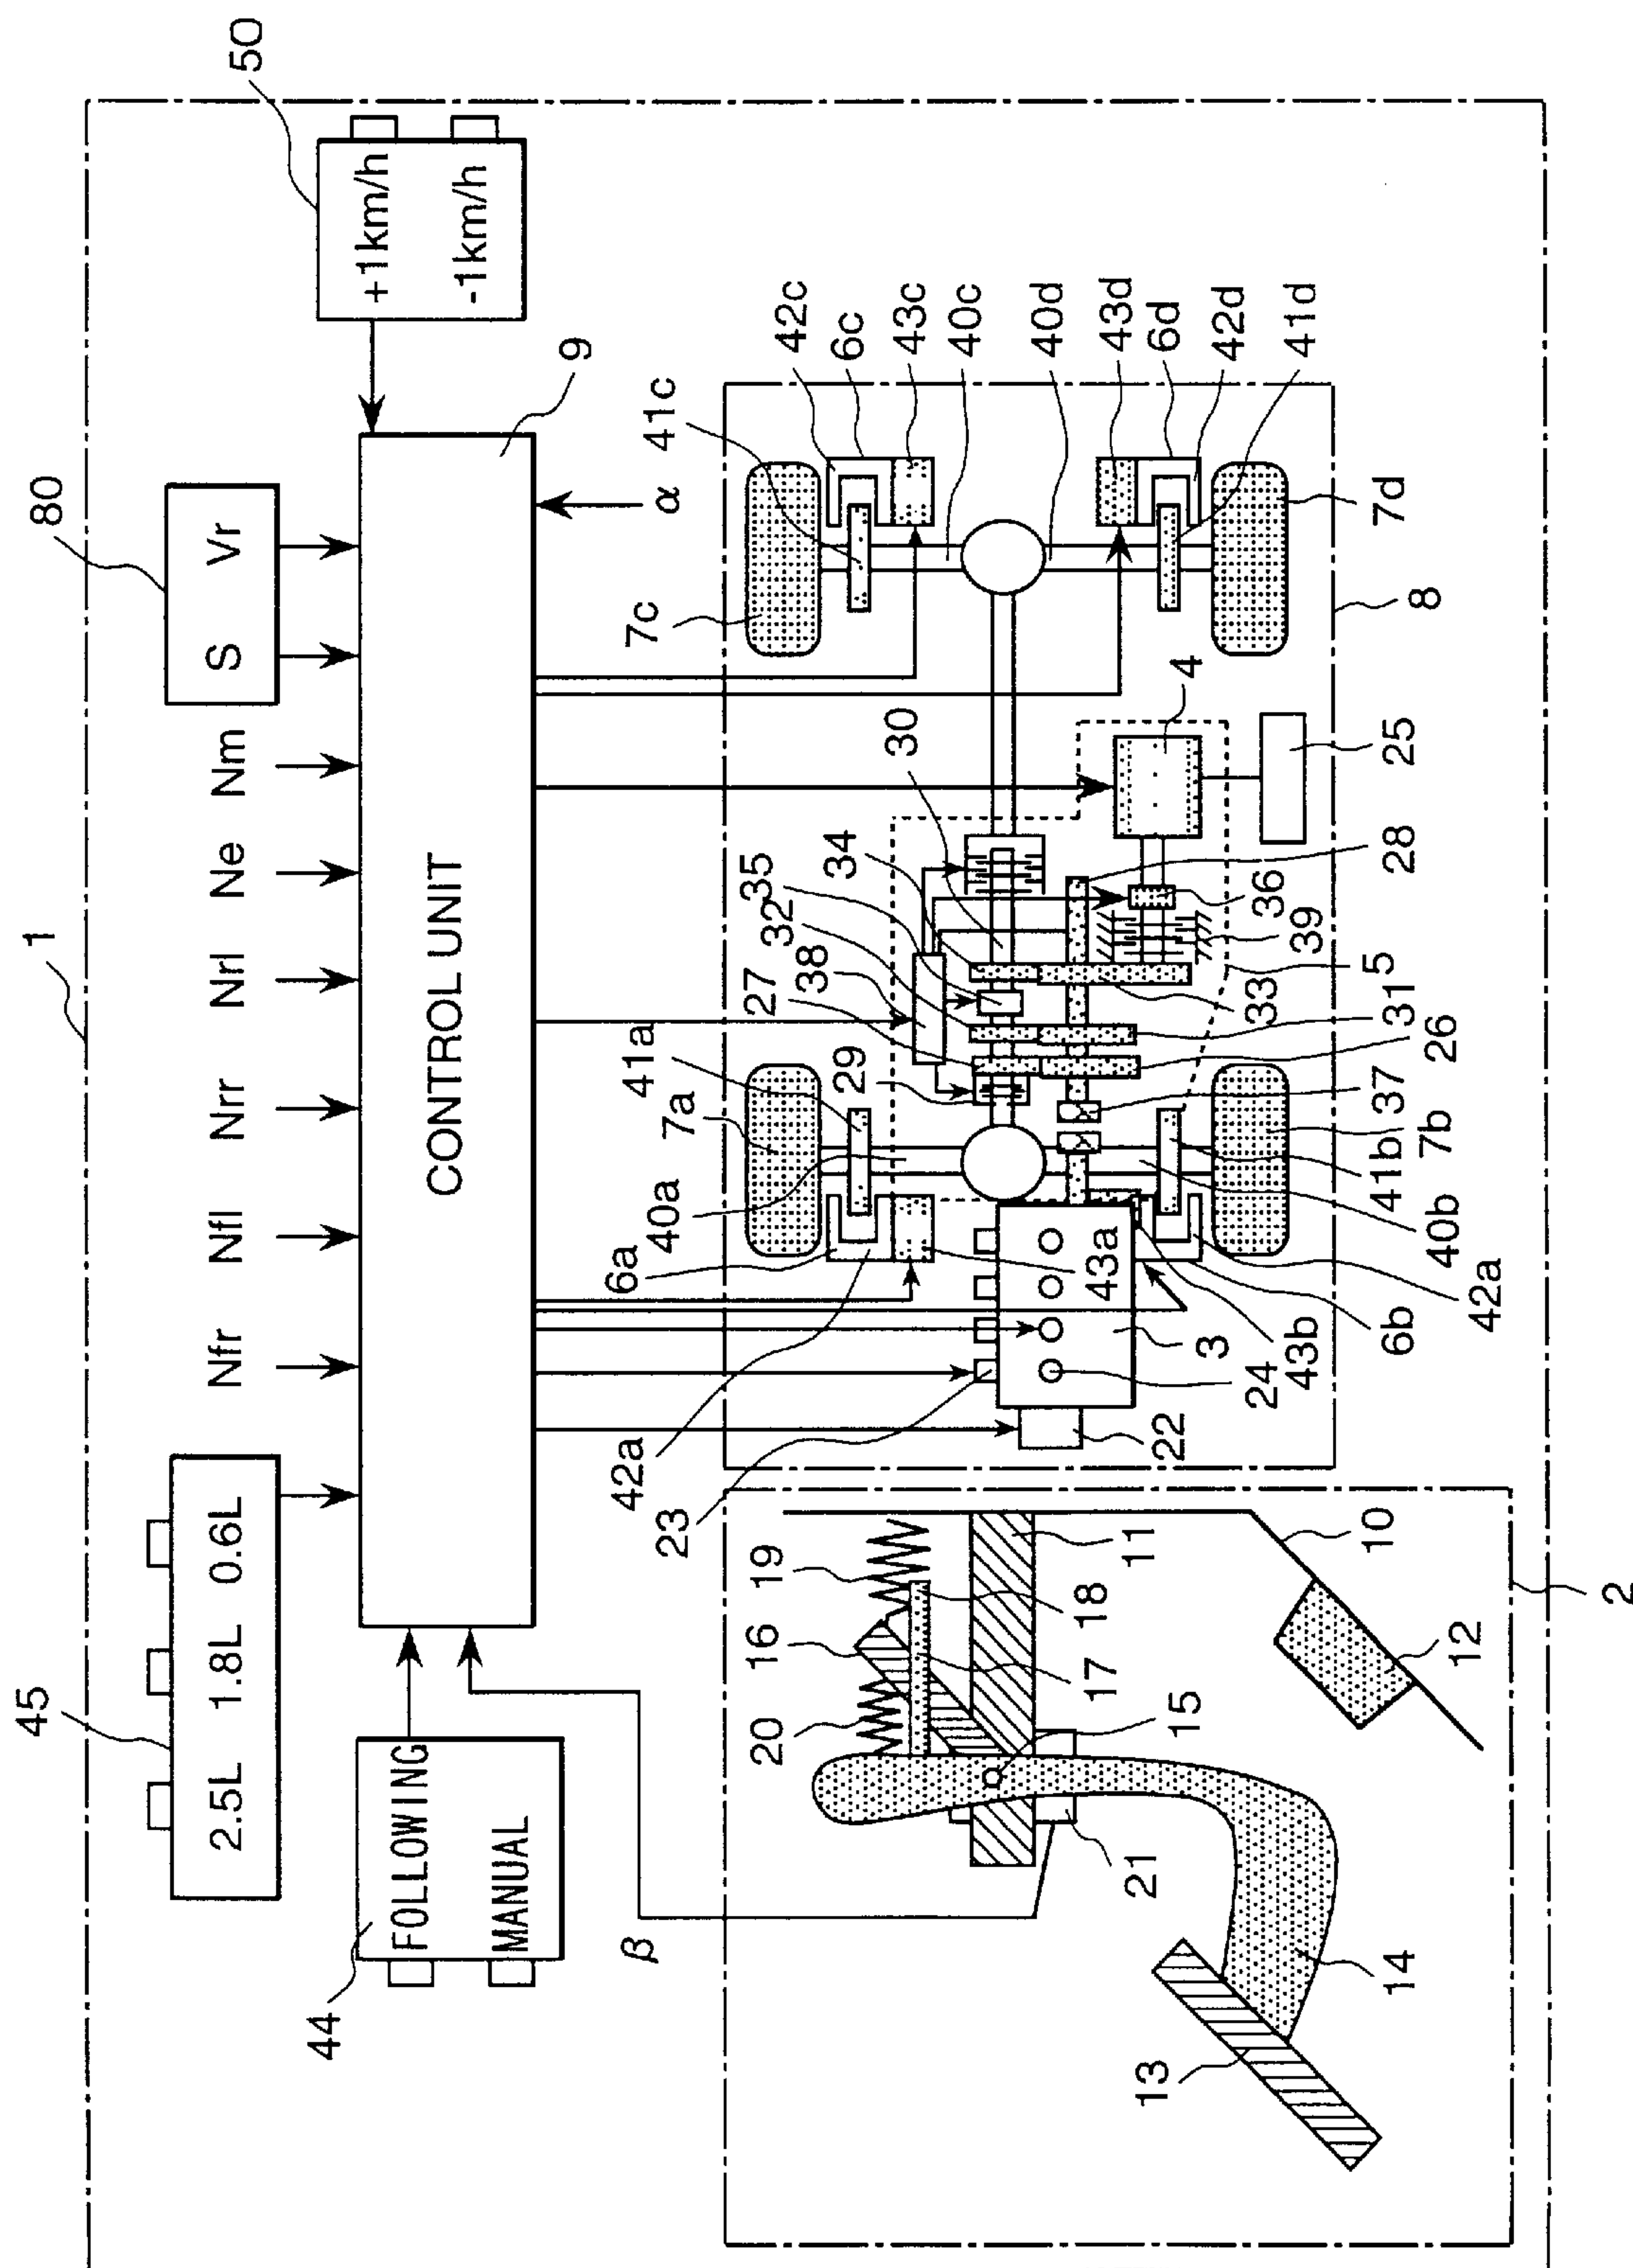 1
45
2.5L 1.8L 0.6L
Nfr
Nfl
Nrr
Nrl
Ne
Nm
80
S Vr
50
+1km/h
-1km/h
44
FOLLOWING
MANUAL
CONTROL UNIT
9
α
β
23
42a
6a
40a
7a
41a
29
27
38
32
35
34
30
7c
41c
42c
6c
43c
40c
40d
43d
6d
42d
41d
7d
8
4
25
28
36
39
5
33
31
26
37
7b
41b
40b
42a
6b
43b
43a
3
24
22
20
16
19
18
17
11
15
21
10
12
2
14
13